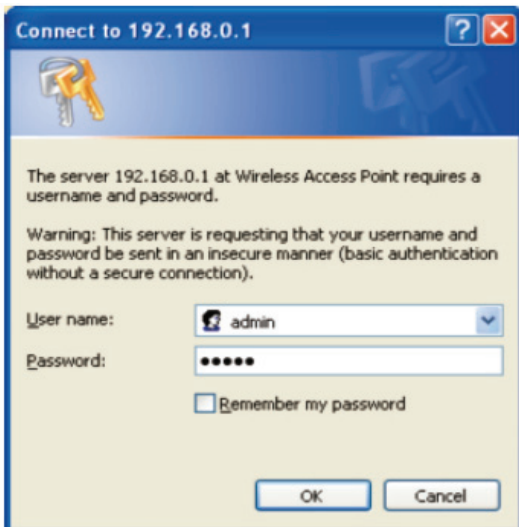 Connect to 192.168.0.1
The server 192.168.0.1 at Wireless Access Point requires a
username and password.
Warning: This server is requesting that your username and
password be sent in an insecure manner (basic authentication
without a secure connection).
User name:
admin
Password:
•••••
Remember my password
OK
Cancel